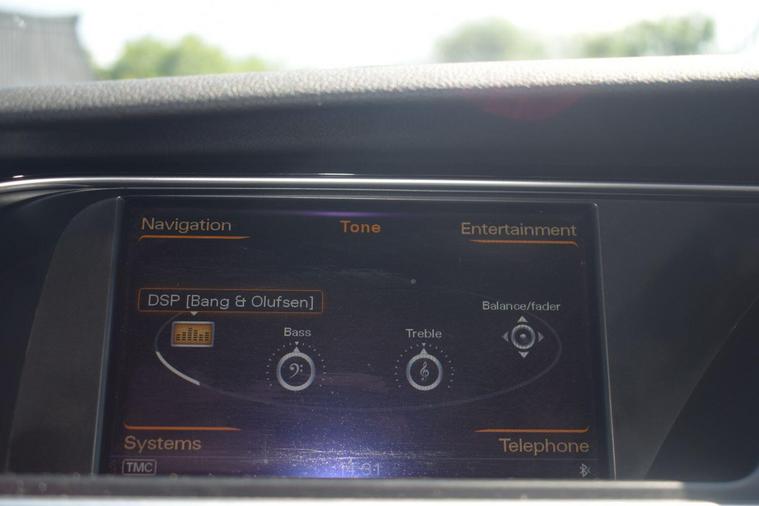 Navigation
Tone
Entertainment
DSP [Bang & Olufsen]
Balance/fader
Bass
Treble
Systems
Telephone
TMC